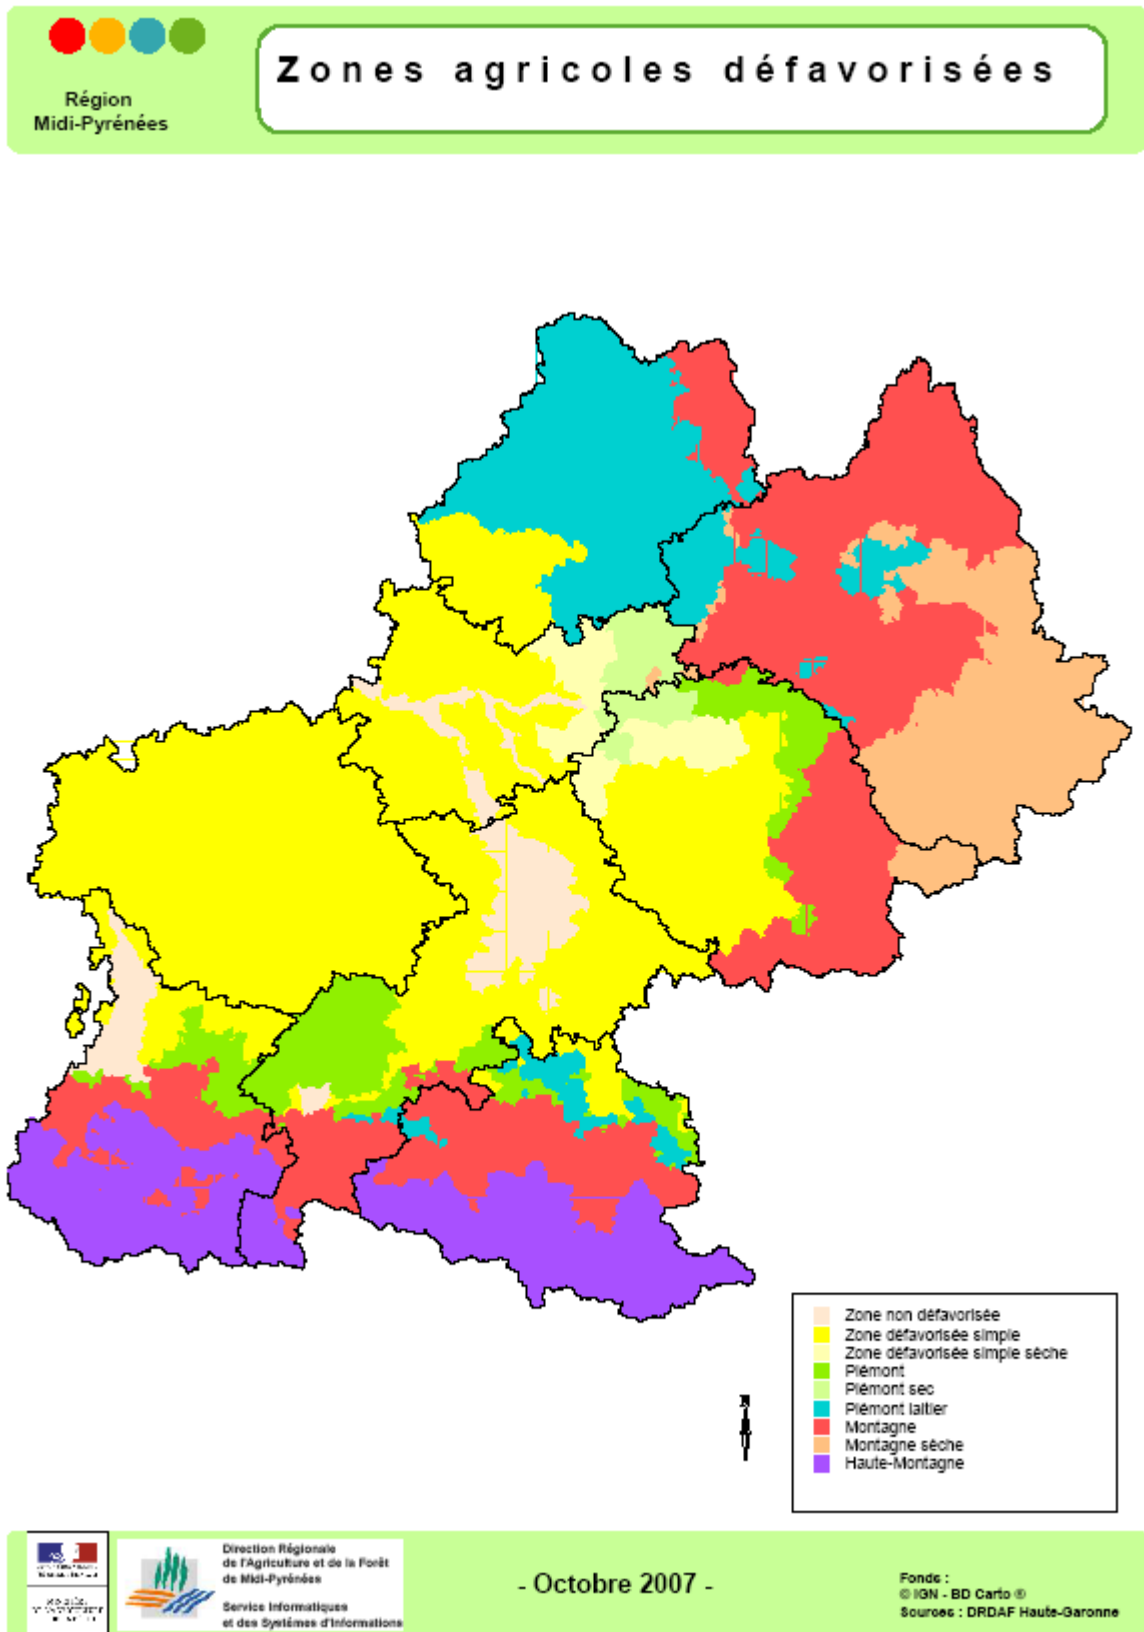 Région
Midi-Pyrénées
Zones agricoles défavorisées
Zone non défavorisée
Zone défavorisée simple
Zone défavorisée simple sèche
Piémont
Piémont sec
Piémont laitier
Montagne
Montagne sèche
Haute-Montagne
N
Direction Régionale
de l'Agriculture et de la Forêt
de Midi-Pyrénées
Service Informatiques
et des Systèmes d'Informations
- Octobre 2007 -
Fonds :
© IGN - BD Carto ®
Sources : DRDAF Haute-Garonne